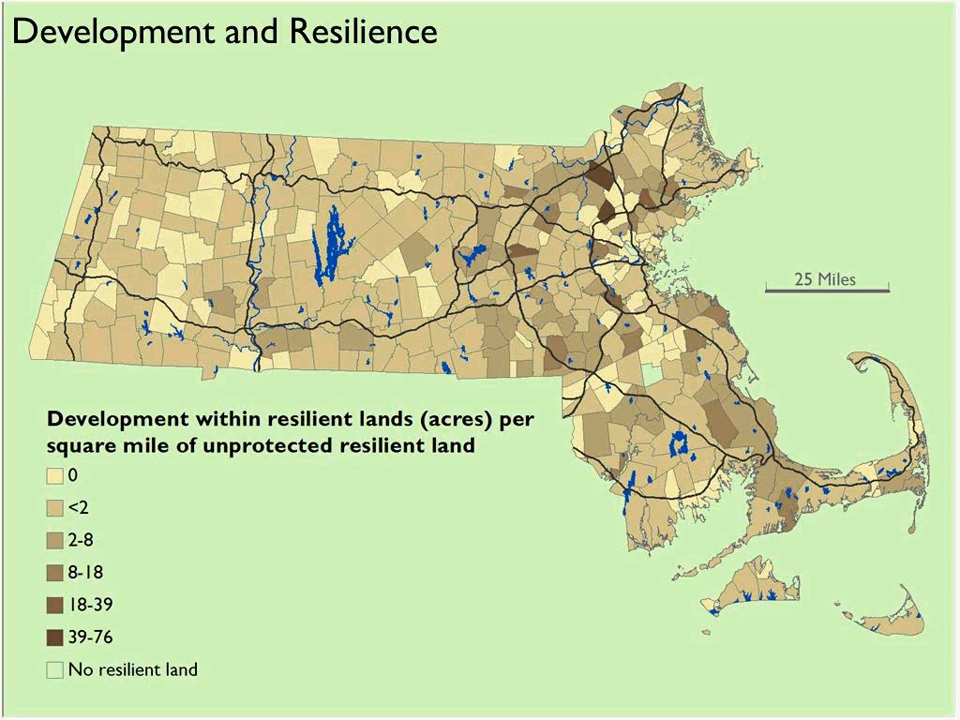 Development and Resilience
25 Miles
Development within resilient lands (acres) per
square mile of unprotected resilient land
0
<2
2-8
8-18
18-39
39-76
No resilient land